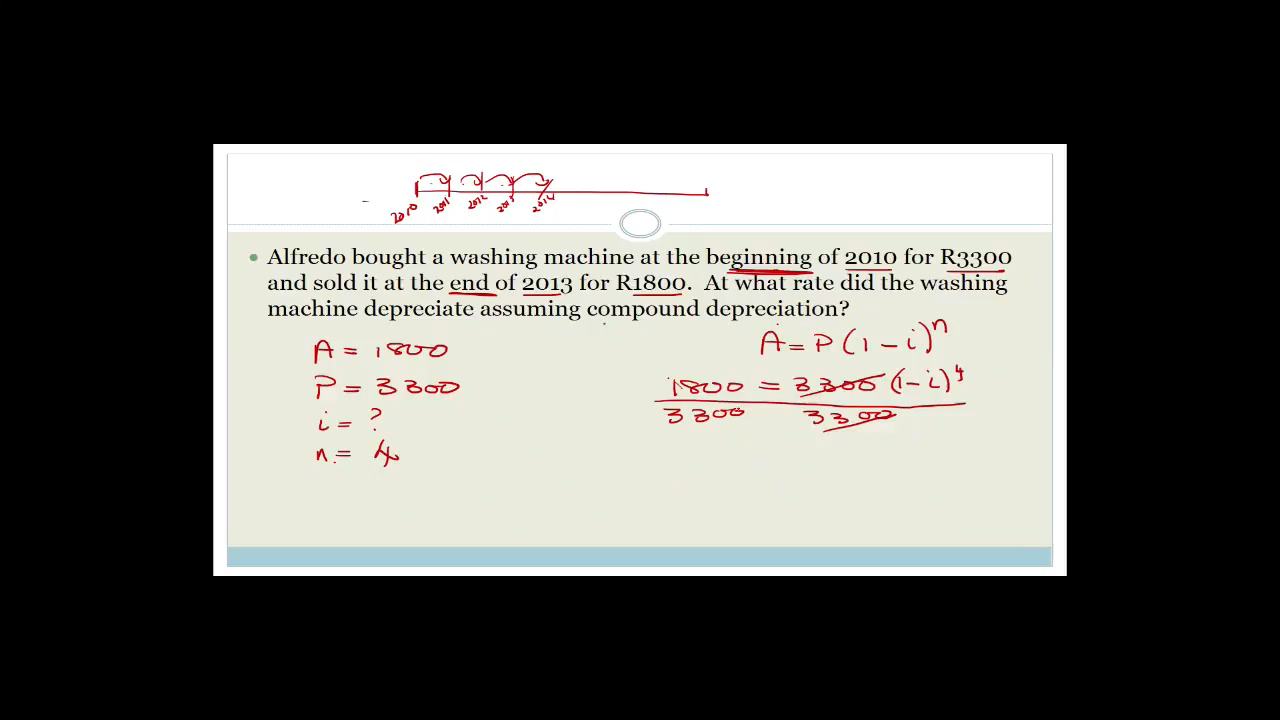 2010 2011 2012 2013 2014
• Alfredo bought a washing machine at the beginning of 2010 for R3300
and sold it at the end of 2013 for R1800. At what rate did the washing
machine depreciate assuming compound depreciation?
A = 1800
P = 3300
i = ?
n = 4
A = P(1 - i)^n
1800 = 3300 (1 - i)^4
3300 3300